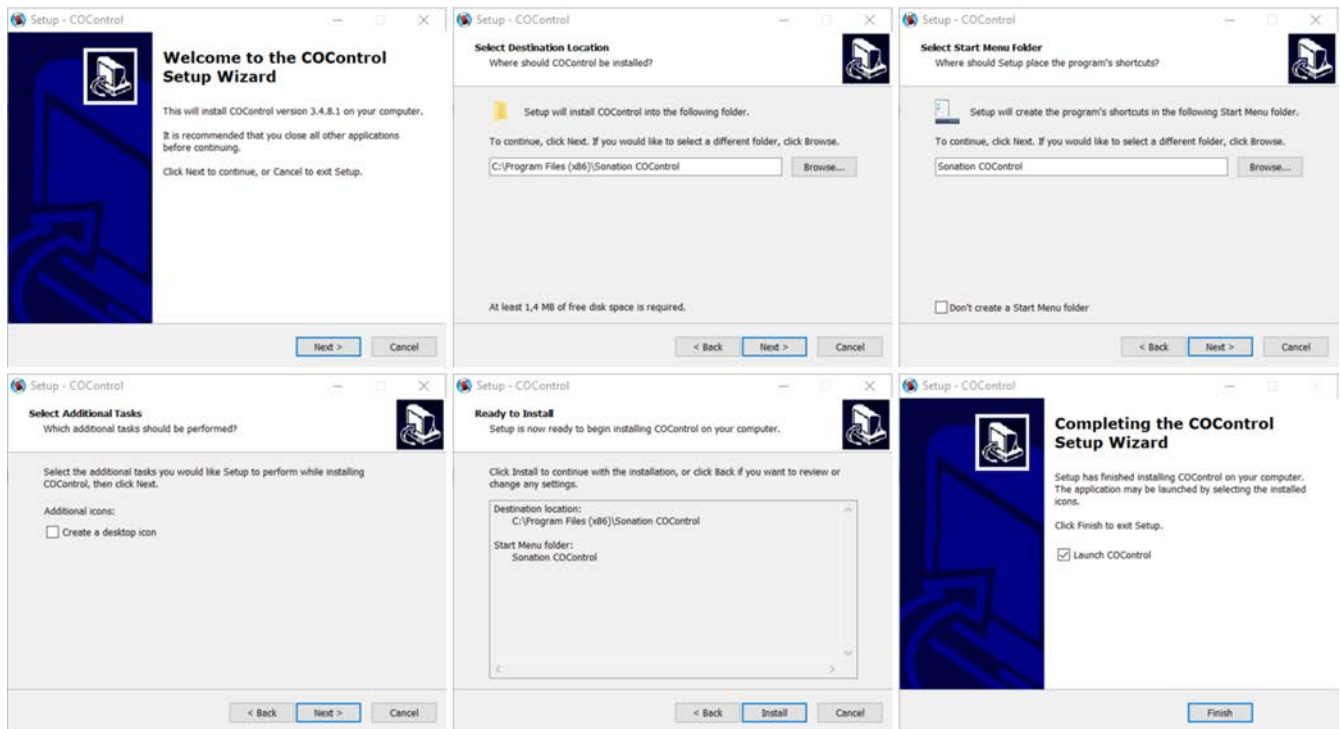 Setup - COControl
Welcome to the COControl
Setup Wizard
This will install COControl version 3.4.8.1 on your computer.
It is recommended that you close all other applications
before continuing.
Click Next to continue, or Cancel to exit Setup.
Next >
Cancel
Setup - COControl
Select Destination Location
Where should COControl be installed?
Setup will install COControl into the following folder.
To continue, click Next. If you would like to select a different folder, click Browse.
C:\Program Files (x86)\Sonation COControl
Browse...
At least 1,4 MB of free disk space is required.
< Back
Next >
Cancel
Setup - COControl
Select Start Menu Folder
Where should Setup place the program's shortcuts?
Setup will create the program's shortcuts in the following Start Menu folder.
To continue, click Next. If you would like to select a different folder, click Browse.
Sonation COControl
Browse...
Don't create a Start Menu folder
< Back
Next >
Cancel
Setup - COControl
Select Additional Tasks
Which additional tasks should be performed?
Select the additional tasks you would like Setup to perform while installing
COControl, then click Next.
Additional icons:
Create a desktop icon
< Back
Next >
Cancel
Setup - COControl
Ready to Install
Setup is now ready to begin installing COControl on your computer.
Click Install to continue with the installation, or click Back if you want to review or
change any settings.
Destination location:
C:\Program Files (x86)\Sonation COControl
Start Menu folder:
Sonation COControl
< Back
Install
Cancel
Setup - COControl
Completing the COControl
Setup Wizard
Setup has finished installing COControl on your computer.
The application may be launched by selecting the installed
icons.
Click Finish to exit Setup.
Launch COControl
Finish